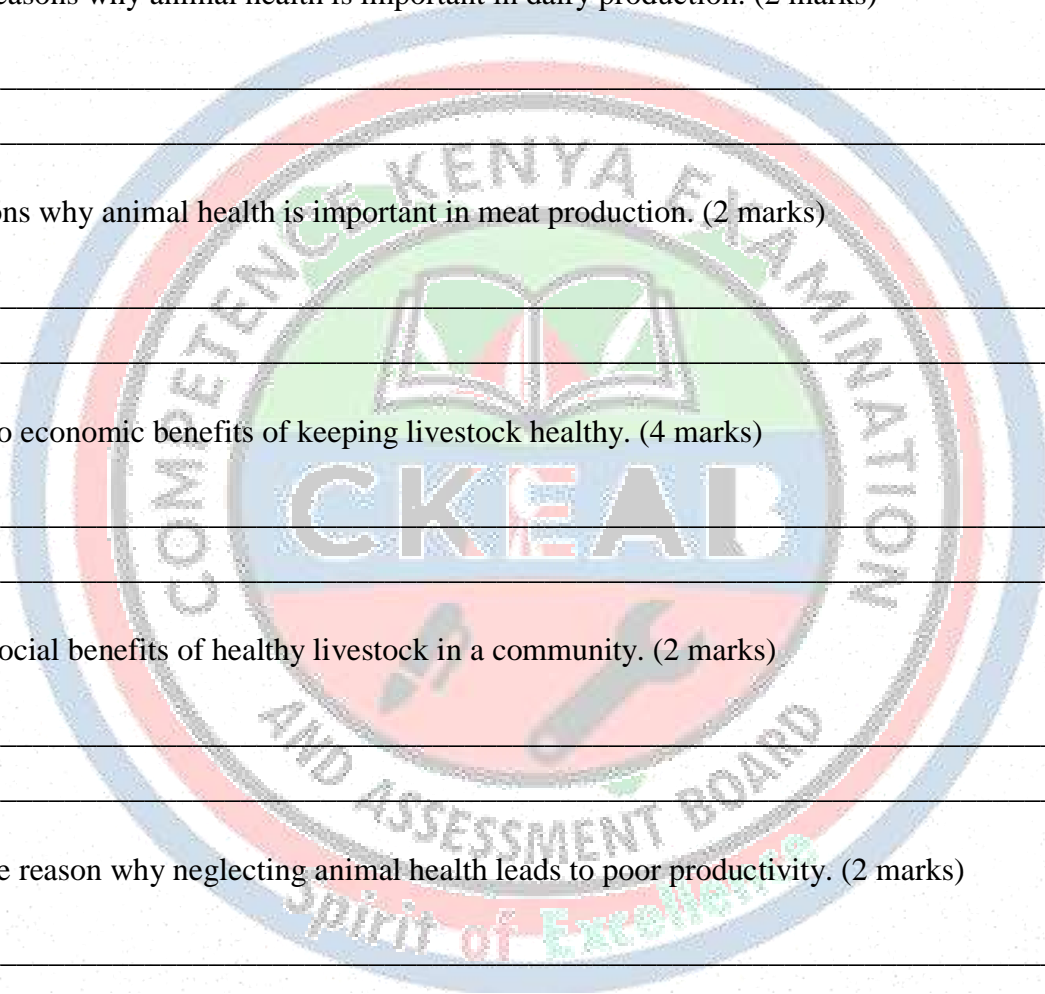 easons why animal health is important in dairy production. (2 marks)
ons why animal health is important in meat production. (2 marks)
o economic benefits of keeping livestock healthy. (4 marks)
ocial benefits of healthy livestock in a community. (2 marks)
e reason why neglecting animal health leads to poor productivity. (2 marks)
COMPETENCE KENYA EXAMINATION
CKEAB
AND ASSESSMENT BOARD
Spirit of Excellence